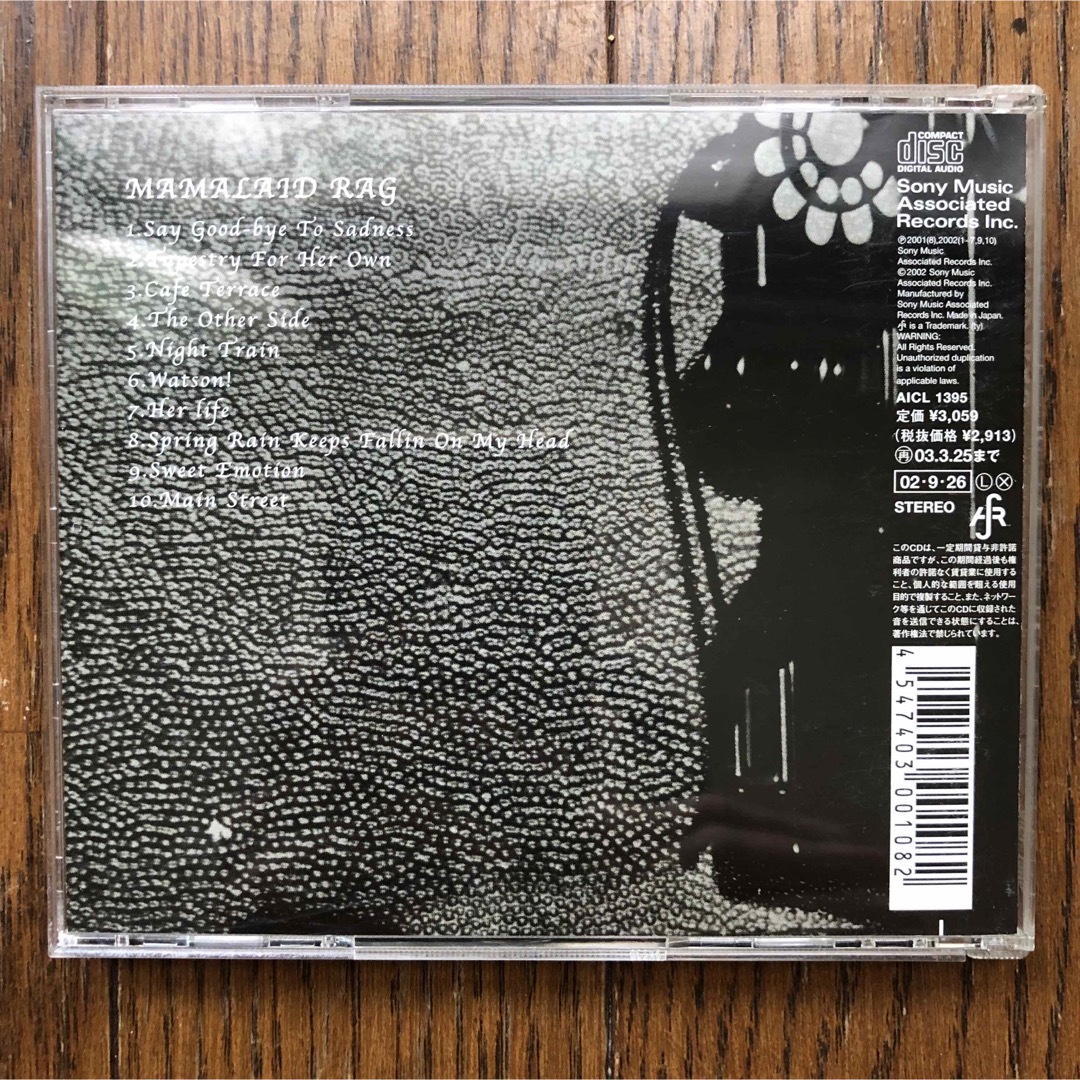 MAMALAID RAG
1.Say Good-bye To Sadness
2.Tapestry For Her Own
3.Cafe Terrace
4.The Other Side
5.Night Train
6.Watson!
7.Her life
8.Spring Rain Keeps Fallin On My Head
9.Sweet Emotion
10.Main Street
COMPACT
disc
DIGITAL AUDIO
Sony Music
Associated
Records Inc.
℗2001(8),2002(1-7,9,10)
Sony Music
Associated Records Inc.
©2002 Sony Music
Associated Records Inc.
Manufactured by
Sony Music Associated
Records Inc. Made in Japan.
is a Trademark. (ty)
WARNING:
All Rights Reserved.
Unauthorized duplication
is a violation of
applicable laws.
AICL 1395
定価 ¥3,059
(税抜価格 ¥2,913)
㊢03.3.25まで
02・9・26 Ⓛ Ⓧ
STEREO
このCDは、一定期間貸与非許諾
商品ですが、この期間経過後も権
利者の許諾なく賃貸業に使用する
こと、個人的な範囲を超える使用
目的で複製すること、また、ネットワー
ク等を通じてこのCDに収録された
音を送信できる状態にすることは、
著作権法で禁じられています。
4 547403 001082